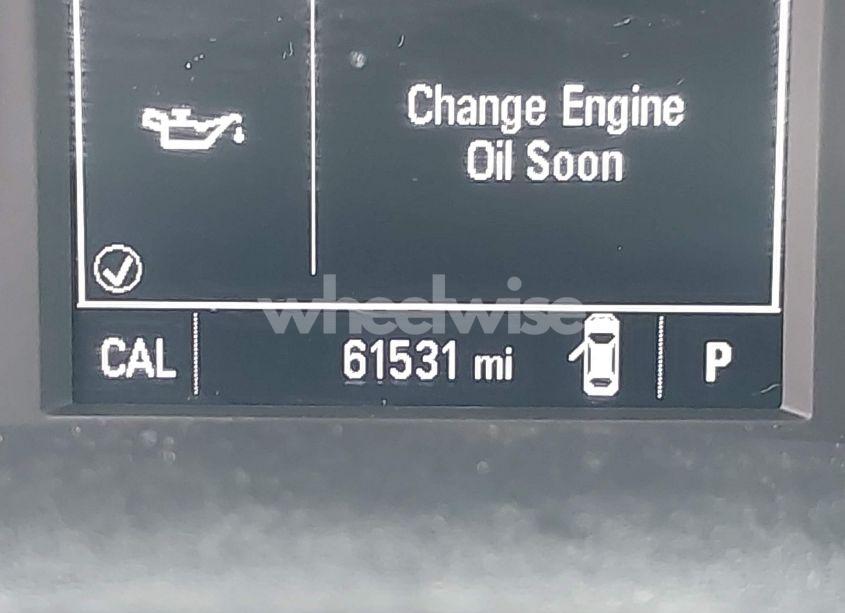 Change Engine
Oil Soon
wheelwise
CAL 61531 mi P